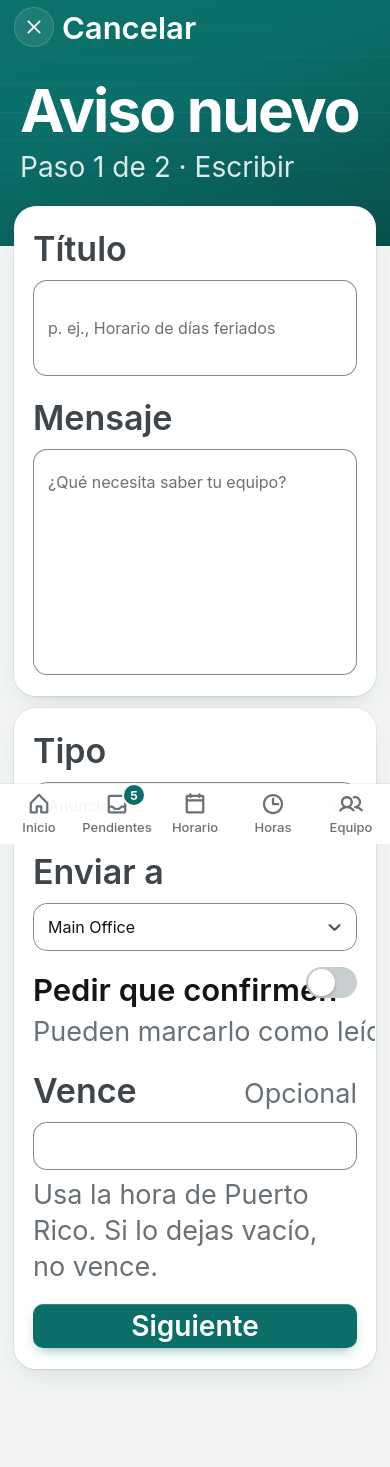 Cancelar
Aviso nuevo
Paso 1 de 2 · Escribir
Título
p. ej., Horario de días feriados
Mensaje
¿Qué necesita saber tu equipo?
Tipo
5
Inicio
Pendientes
Horario
Horas
Equipo
Enviar a
Main Office
Pedir que confirmen
Pueden marcarlo como
Vence
Opcional
Usa la hora de Puerto
Rico. Si lo dejas vacío,
no vence.
Siguiente